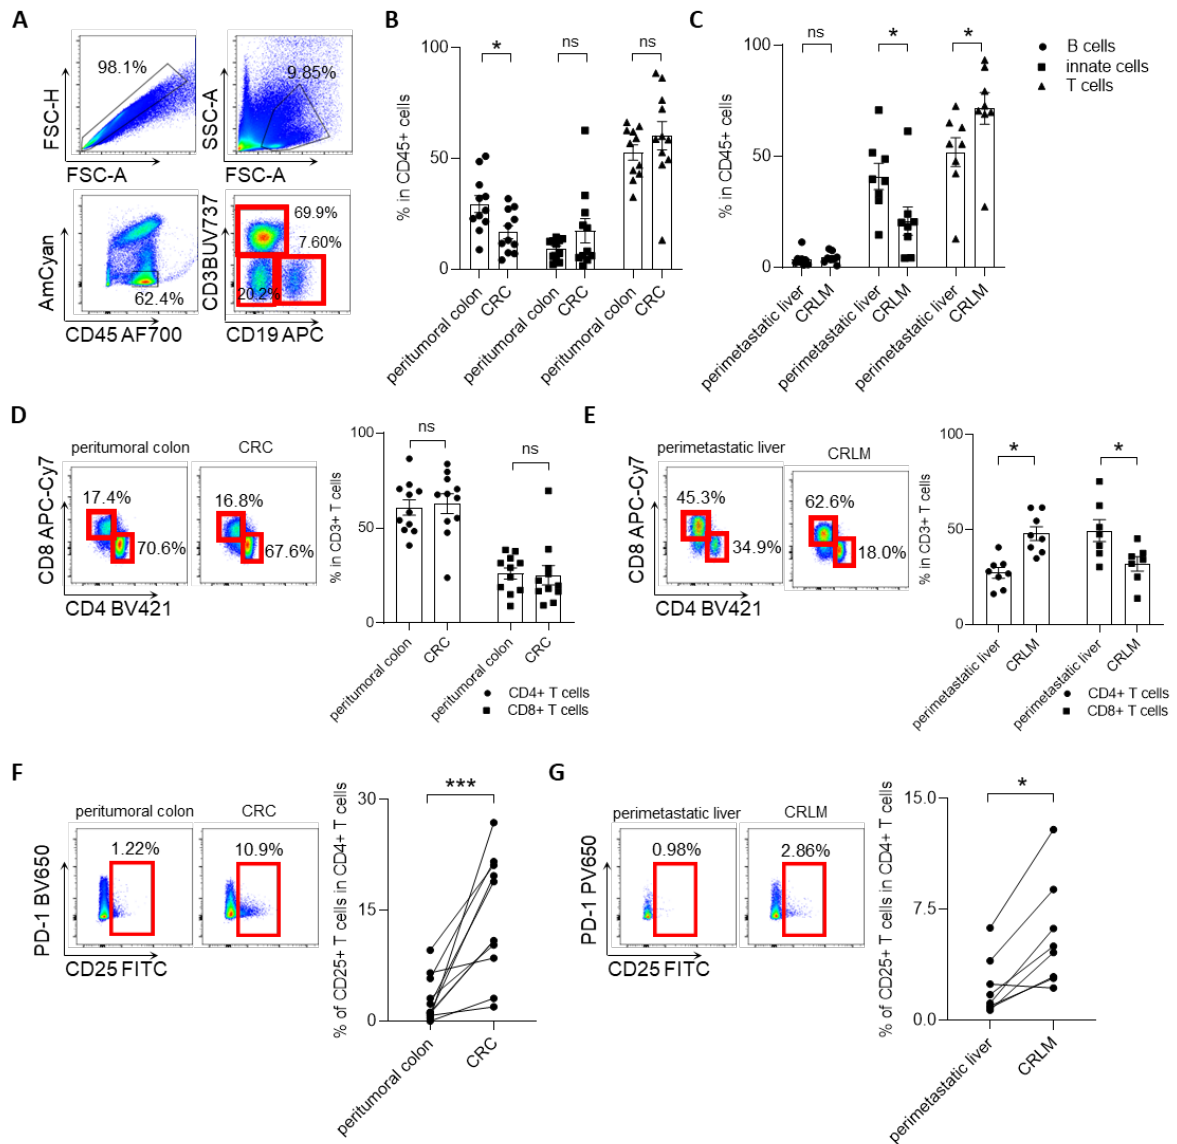 A
FSC-H
98.1%
FSC-A
SSC-A
9.85%
FSC-A
AmCyan
62.4%
CD45 AF700
CD3BUV737
69.9%
7.60%
20.2%
CD19 APC
B
% in CD45+ cells
100
50
0
*
ns
ns
peritumoral colon
CRC
peritumoral colon
CRC
peritumoral colon
CRC
C
% in CD45+ cells
100
50
0
ns
*
*
perimetastatic liver
CRLM
perimetastatic liver
CRLM
perimetastatic liver
CRLM
B cells
innate cells
T cells
D
peritumoral colon
CRC
CD8 APC-Cy7
17.4%
70.6%
16.8%
67.6%
CD4 BV421
% in CD3+ T cells
100
50
0
ns
ns
peritumoral colon
CRC
peritumoral colon
CRC
CD4+ T cells
CD8+ T cells
E
perimetastatic liver
CRLM
CD8 APC-Cy7
45.3%
34.9%
62.6%
18.0%
CD4 BV421
% in CD3+ T cells
100
50
0
*
*
perimetastatic liver
CRLM
perimetastatic liver
CRLM
CD4+ T cells
CD8+ T cells
F
peritumoral colon
CRC
PD-1 BV650
1.22%
10.9%
CD25 FITC
% of CD25+ T cells in CD4+ T cells
30
15
0
***
peritumoral colon
CRC
G
perimetastatic liver
CRLM
PD-1 PV650
0.98%
2.86%
CD25 FITC
% of CD25+ T cells in CD4+ T cells
15.0
7.5
0.0
*
perimetastatic liver
CRLM